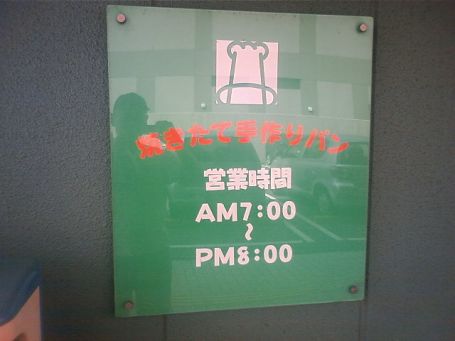 焼きたて手作りパン
営業時間
AM7:00
~
PM8:00